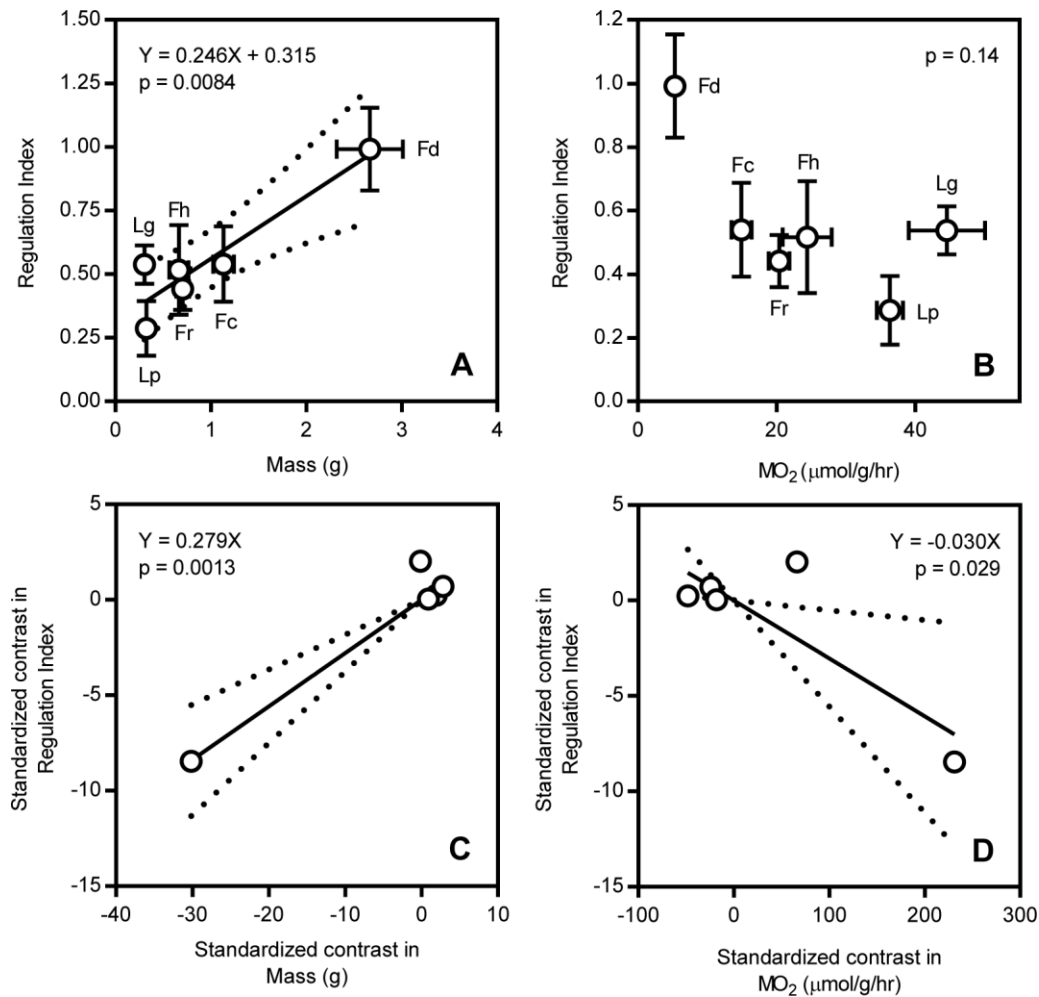 Y = 0.246X + 0.315
p = 0.0084
Regulation Index
1.50
1.25
1.00
0.75
0.50
0.25
0.00
Lg
Fh
Fd
Lp
Fr
Fc
A
0
1
2
3
4
Mass (g)
p = 0.14
Regulation Index
1.2
1.0
0.8
0.6
0.4
0.2
0.0
Fd
Fc
Fh
Lg
Fr
Lp
B
0
20
40
MO2 (μmol/g/hr)
Y = 0.279X
p = 0.0013
Standardized contrast in
Regulation Index
5
0
-5
-10
-15
C
-40
-30
-20
-10
0
10
Standardized contrast in
Mass (g)
Y = -0.030X
p = 0.029
Standardized contrast in
Regulation Index
5
0
-5
-10
-15
D
-100
0
100
200
300
Standardized contrast in
MO2 (μmol/g/hr)